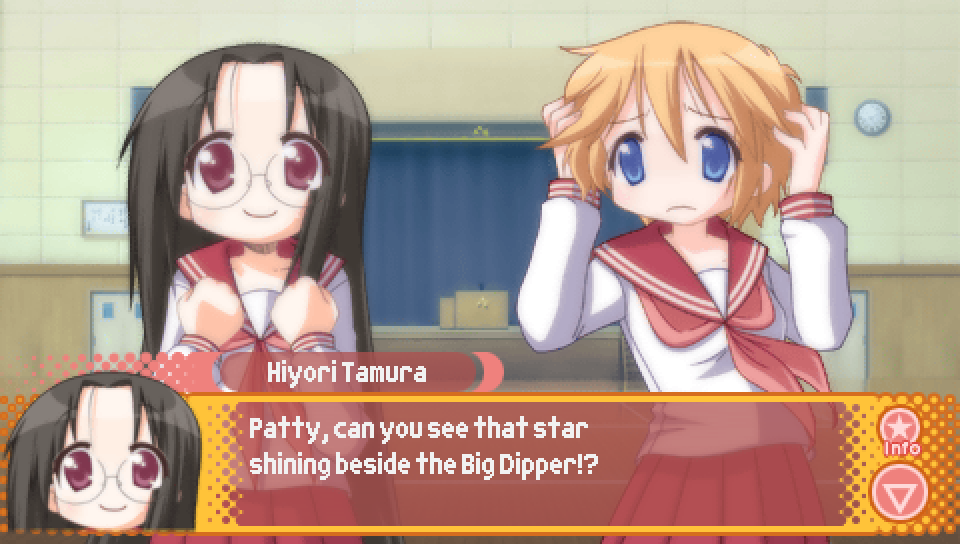 Hiyori Tamura
Patty, can you see that star
shining beside the Big Dipper!?
Info